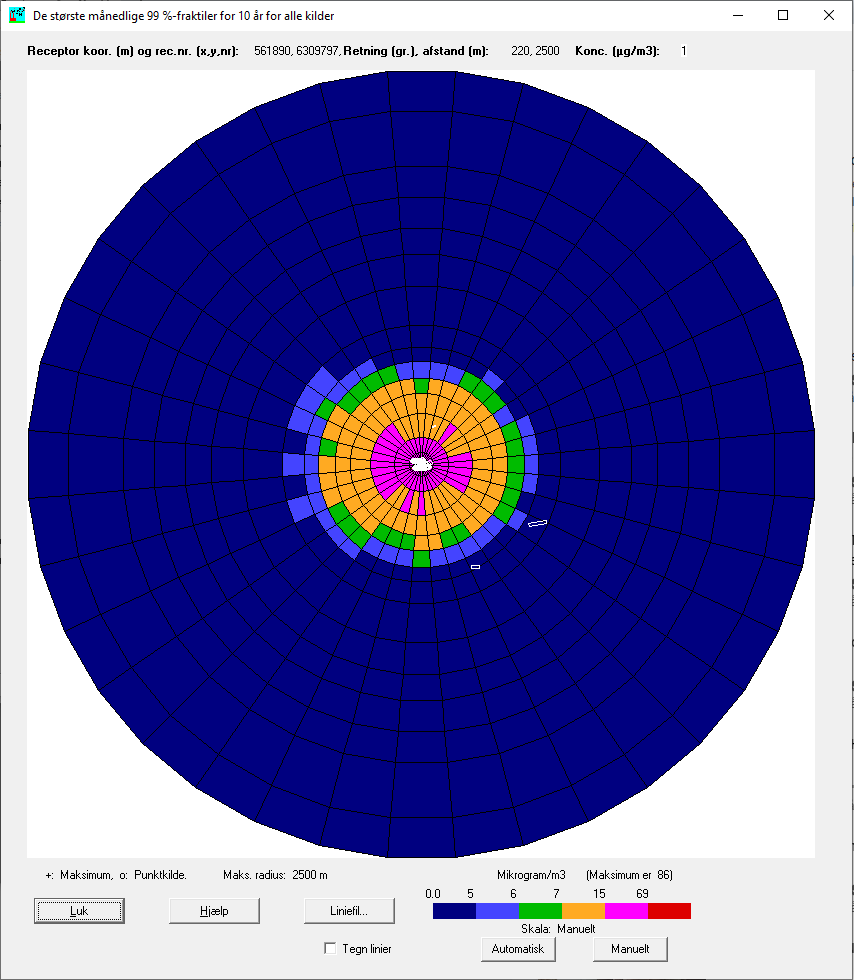 De største månedlige 99 %-fraktiler for 10 år for alle kilder
Receptor koor. (m) og rec.nr. (x,y,nr): 561890, 6309797, Retning (gr.), afstand (m): 220, 2500 Konc. (µg/m3): 1
+: Maksimum, o: Punktkilde. Maks. radius: 2500 m Mikrogram/m3 (Maksimum er 86)
0.0 5 6 7 15 69
Luk Hjælp Liniefil...
Skala: Manuelt
Tegn linier Automatisk Manuelt